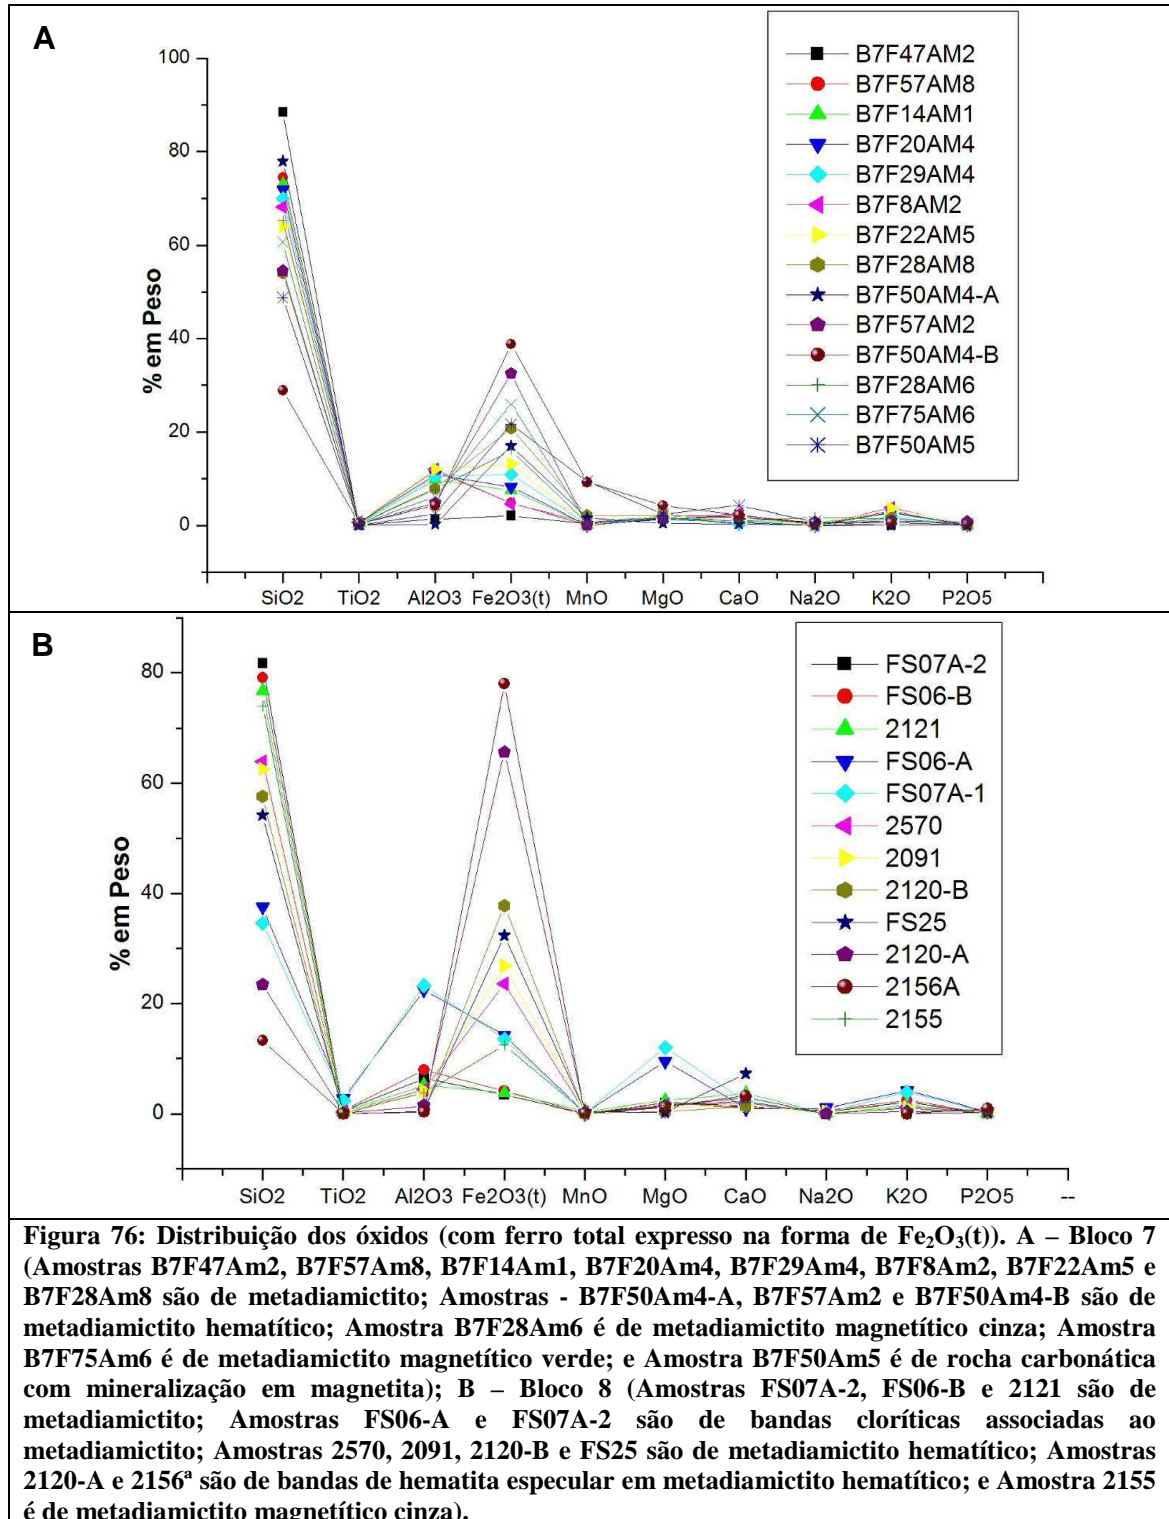 A
100
80
60
40
20
0
% em Peso
SiO2 TiO2 Al2O3 Fe2O3(t) MnO MgO CaO Na2O K2O P2O5
B7F47AM2
B7F57AM8
B7F14AM1
B7F20AM4
B7F29AM4
B7F8AM2
B7F22AM5
B7F28AM8
B7F50AM4-A
B7F57AM2
B7F50AM4-B
B7F28AM6
B7F75AM6
B7F50AM5
B
80
60
40
20
0
% em Peso
SiO2 TiO2 Al2O3 Fe2O3(t) MnO MgO CaO Na2O K2O P2O5 --
FS07A-2
FS06-B
2121
FS06-A
FS07A-1
2570
2091
2120-B
FS25
2120-A
2156A
2155
Figura 76: Distribuição dos óxidos (com ferro total expresso na forma de Fe₂O₃(t)). A – Bloco 7
(Amostras B7F47Am2, B7F57Am8, B7F14Am1, B7F20Am4, B7F29Am4, B7F8Am2, B7F22Am5 e
B7F28Am8 são de metadiamictito; Amostras - B7F50Am4-A, B7F57Am2 e B7F50Am4-B são de
metadiamictito hematítico; Amostra B7F28Am6 é de metadiamictito magnetítico cinza; Amostra
B7F75Am6 é de metadiamictito magnetítico verde; e Amostra B7F50Am5 é de rocha carbonática
com mineralização em magnetita); B – Bloco 8 (Amostras FS07A-2, FS06-B e 2121 são de
metadiamictito; Amostras FS06-A e FS07A-2 são de bandas cloríticas associadas ao
metadiamictito; Amostras 2570, 2091, 2120-B e FS25 são de metadiamictito hematítico; Amostras
2120-A e 2156ª são de bandas de hematita especular em metadiamictito hematítico; e Amostra 2155
é de metadiamictito magnetítico cinza).